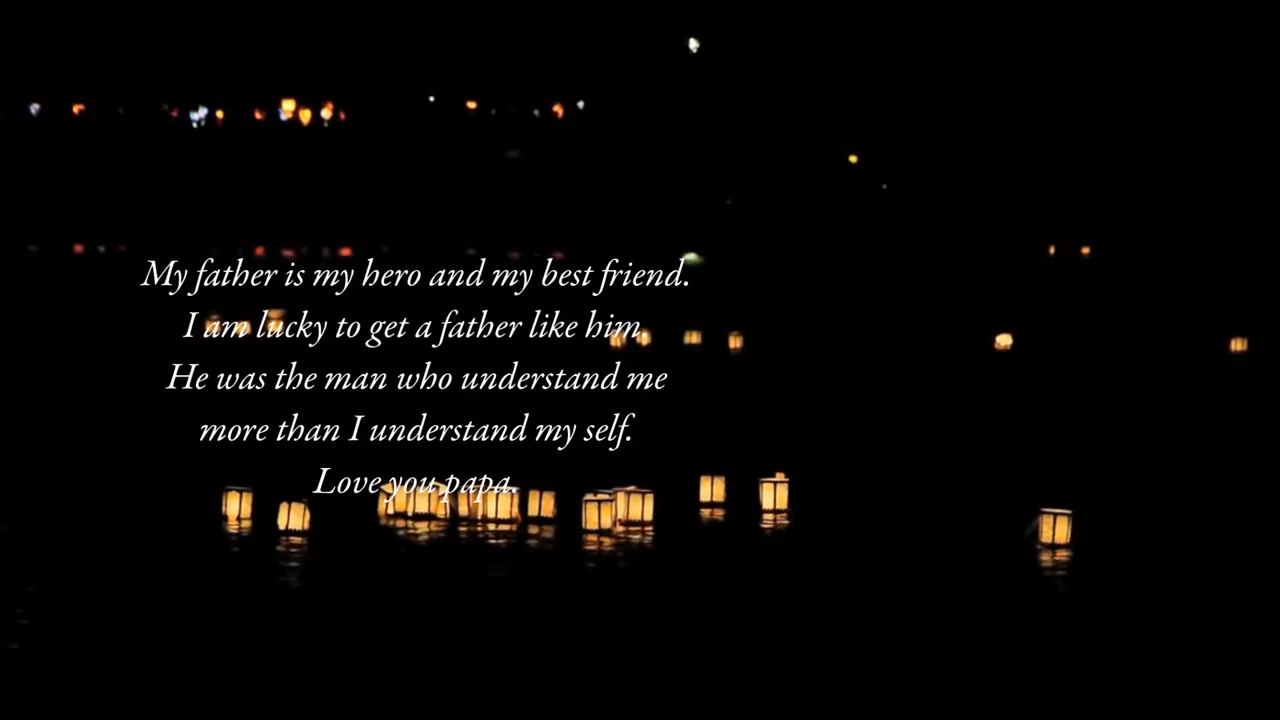 My father is my hero and my best friend.
I am lucky to get a father like him.
He was the man who understand me
more than I understand my self.
Love you papa.